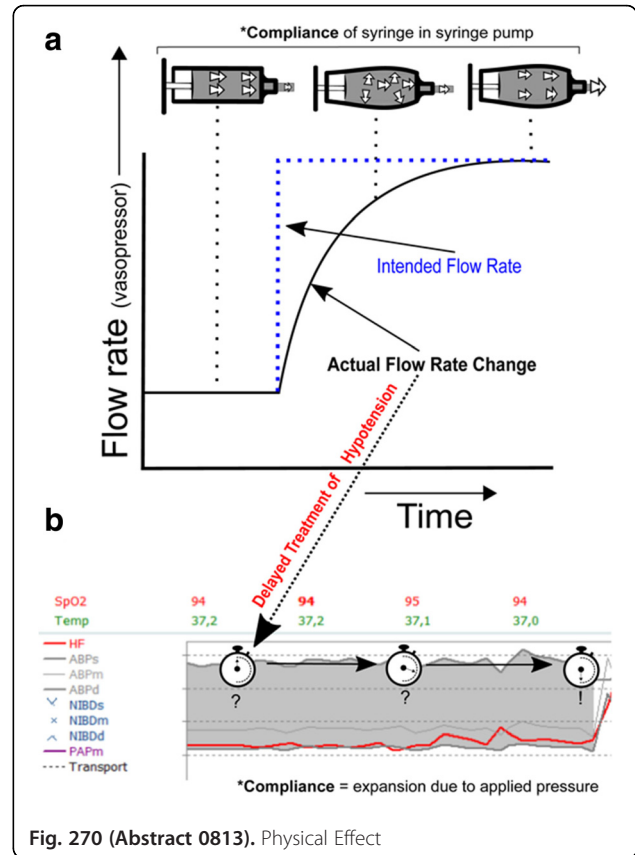 a
*Compliance of syringe in syringe pump
Flow rate (vasopressor)
Intended Flow Rate
Actual Flow Rate Change
Delayed Treatment of Hypotension
Time
b
SpO2 94 94 95 94
Temp 37,2 37,2 37,1 37,0
HF
ABPs
ABPm
ABPd
NIBDs
NIBDm
NIBDd
PAPm
Transport
? ? !
*Compliance = expansion due to applied pressure
Fig. 270 (Abstract 0813). Physical Effect